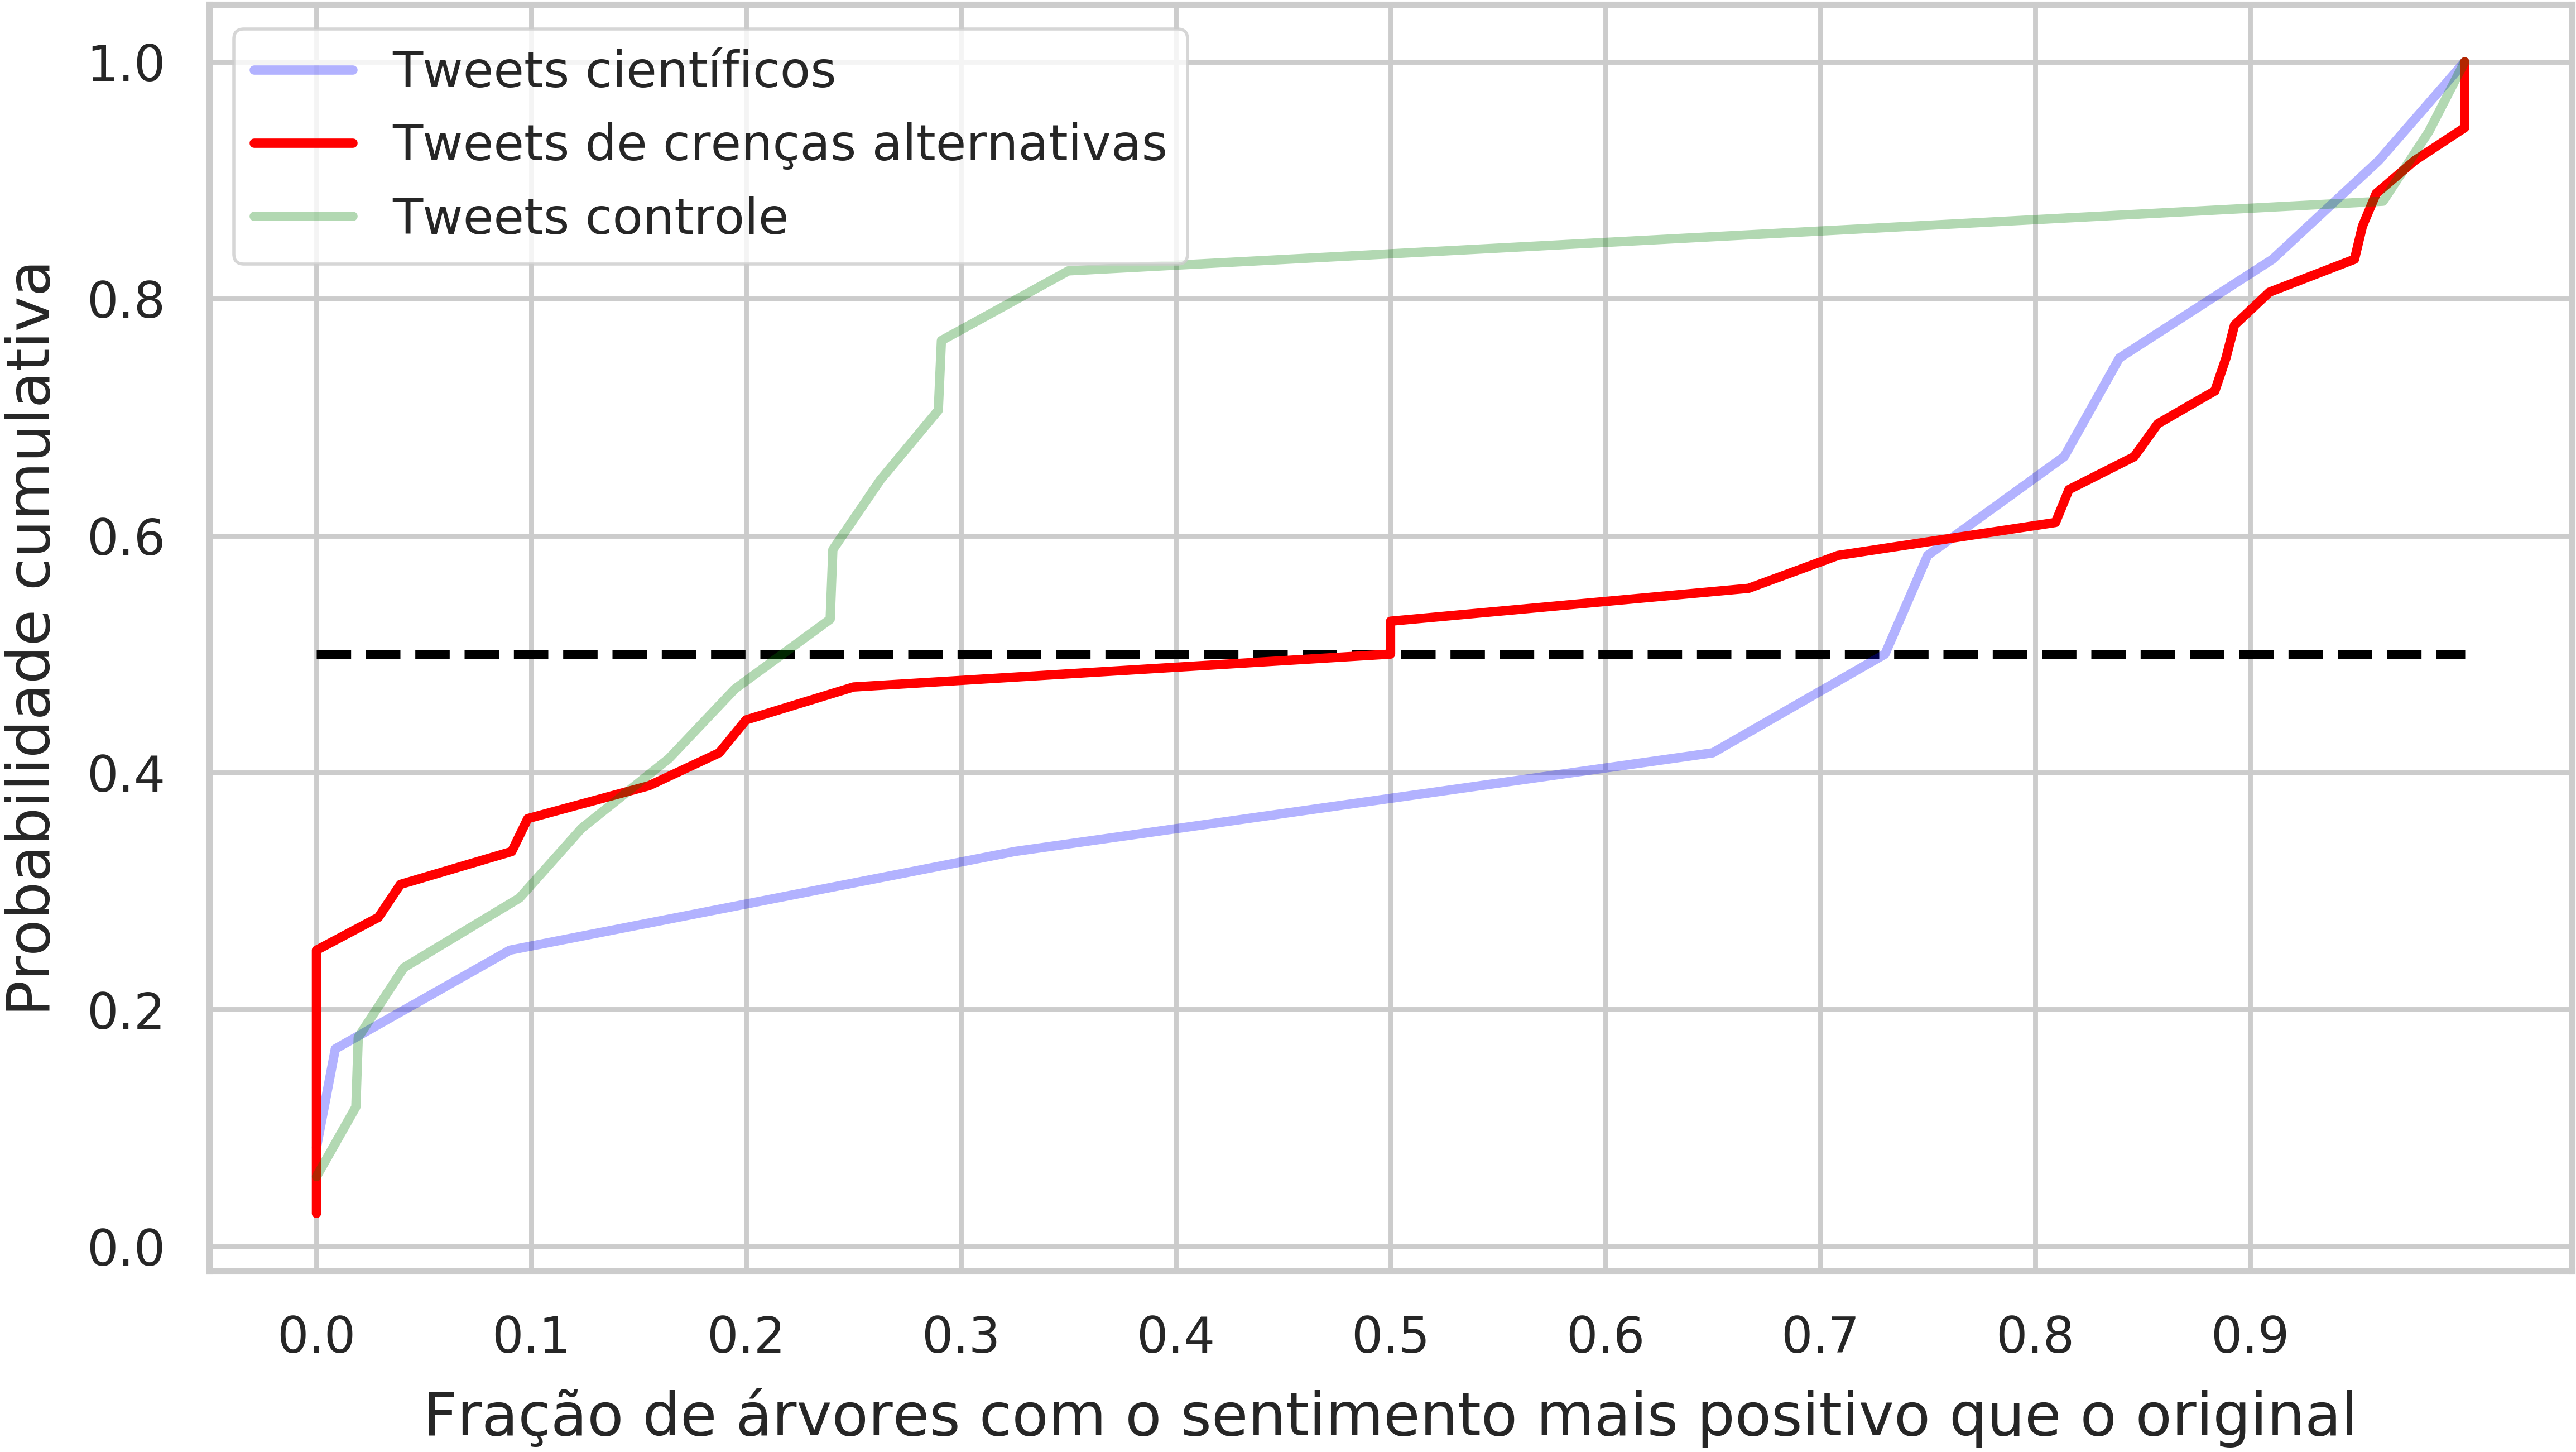 Tweets científicos
Tweets de crenças alternativas
Tweets controle
Probabilidade cumulativa
1.0
0.8
0.6
0.4
0.2
0.0
0.0 0.1 0.2 0.3 0.4 0.5 0.6 0.7 0.8 0.9
Fração de árvores com o sentimento mais positivo que o original